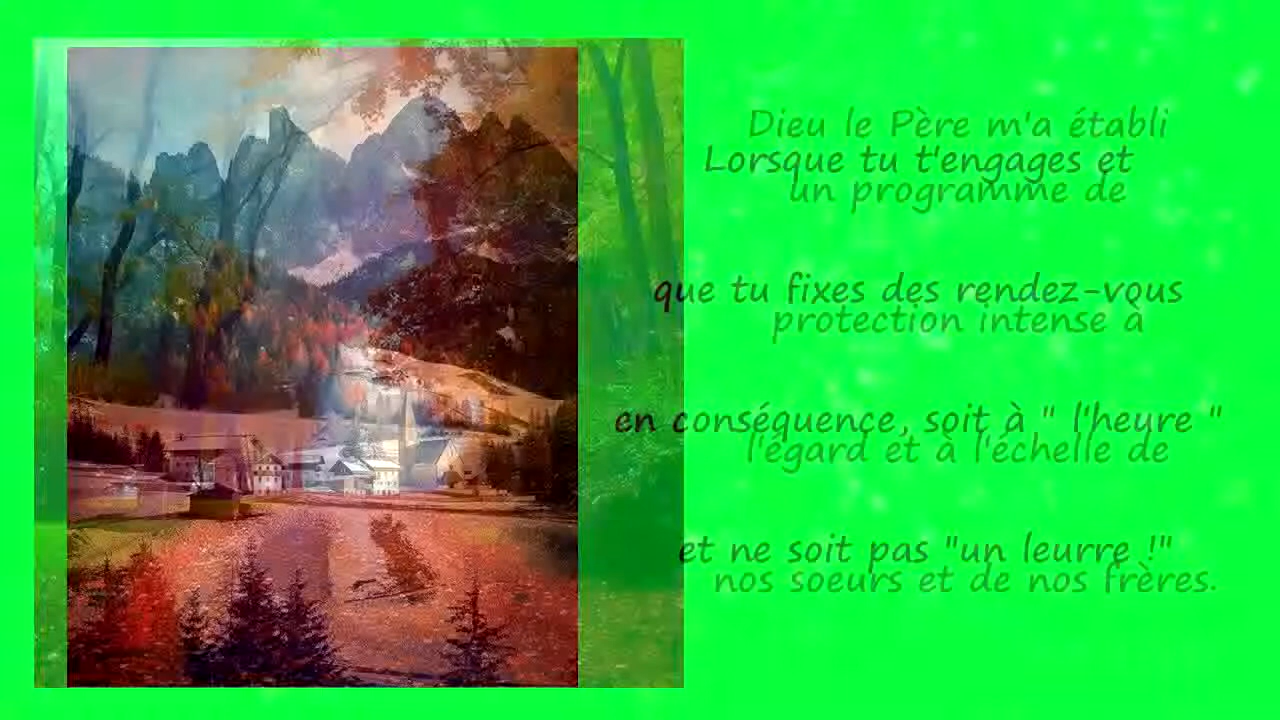 Dieu le Père m'a établi
Lorsque tu t'engages et
un programme de
que tu fixes des rendez-vous
protection intense à
en conséquence, soit à " l'heure "
l'égard et à l'échelle de
et ne soit pas "un leurre !"
nos soeurs et de nos frères.